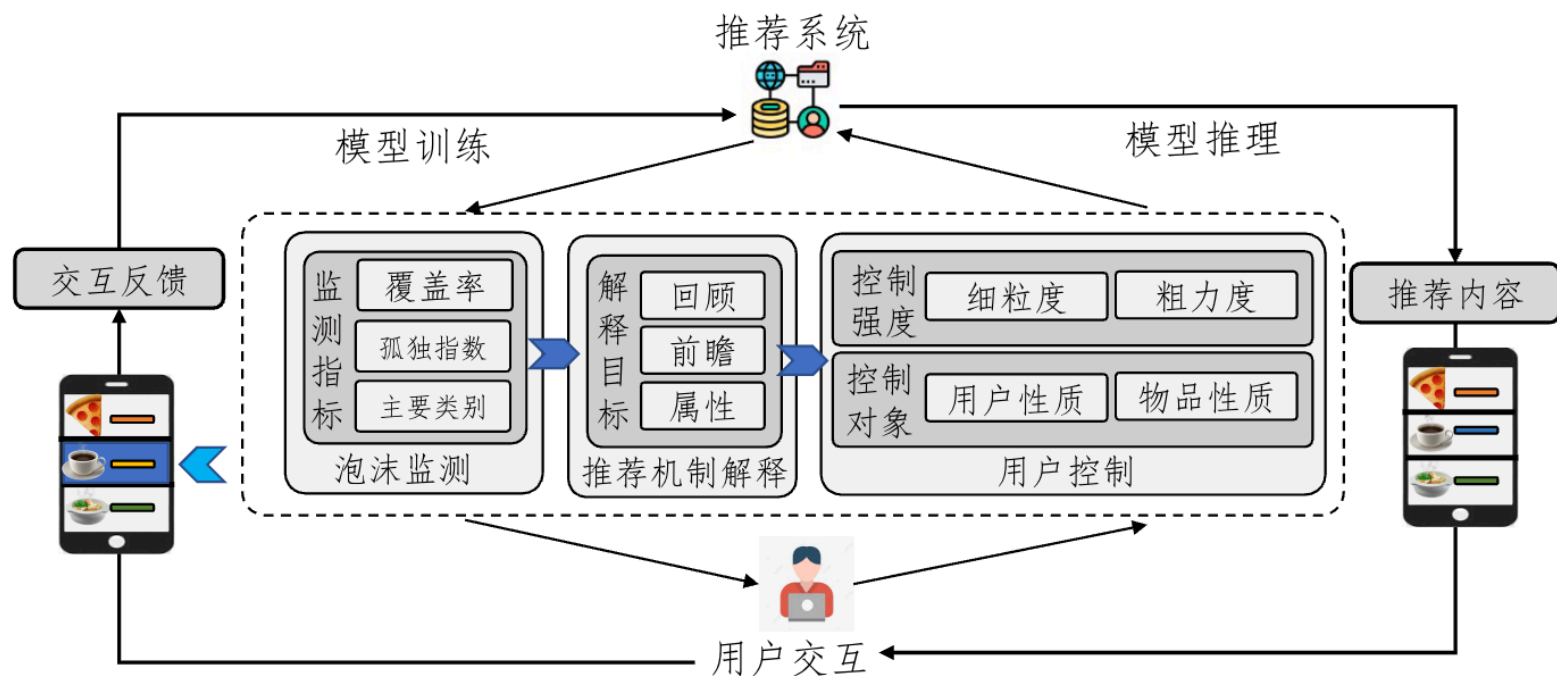 推荐系统
模型训练
模型推理
交互反馈
推荐内容
监测指标
覆盖率
孤独指数
主要类别
泡沫监测
解释目标
回顾
前瞻
属性
推荐机制解释
控制强度
细粒度
粗力度
控制对象
用户性质
物品性质
用户控制
用户交互